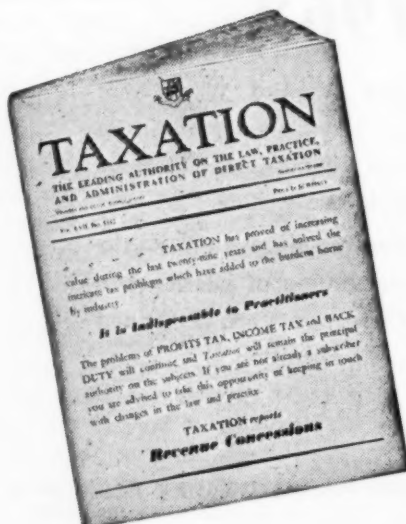 TAXATION
THE LEADING AUTHORITY ON THE LAW, PRACTICE,
AND ADMINISTRATION OF DIRECT TAXATION
TAXATION has proved of increasing
value during the last twenty-nine years and has solved the
intricate tax problems which have added to the burdens borne
by industry.
It is Indispensable to Practitioners
The problems of PROFITS TAX, INCOME TAX and BACK
DUTY will continue and Taxation will remain the principal
authority on the subjects. If you are not already a subscriber
you are advised to take this opportunity of keeping in touch
with changes in the law and practice.
TAXATION reports
Revenue Concessions